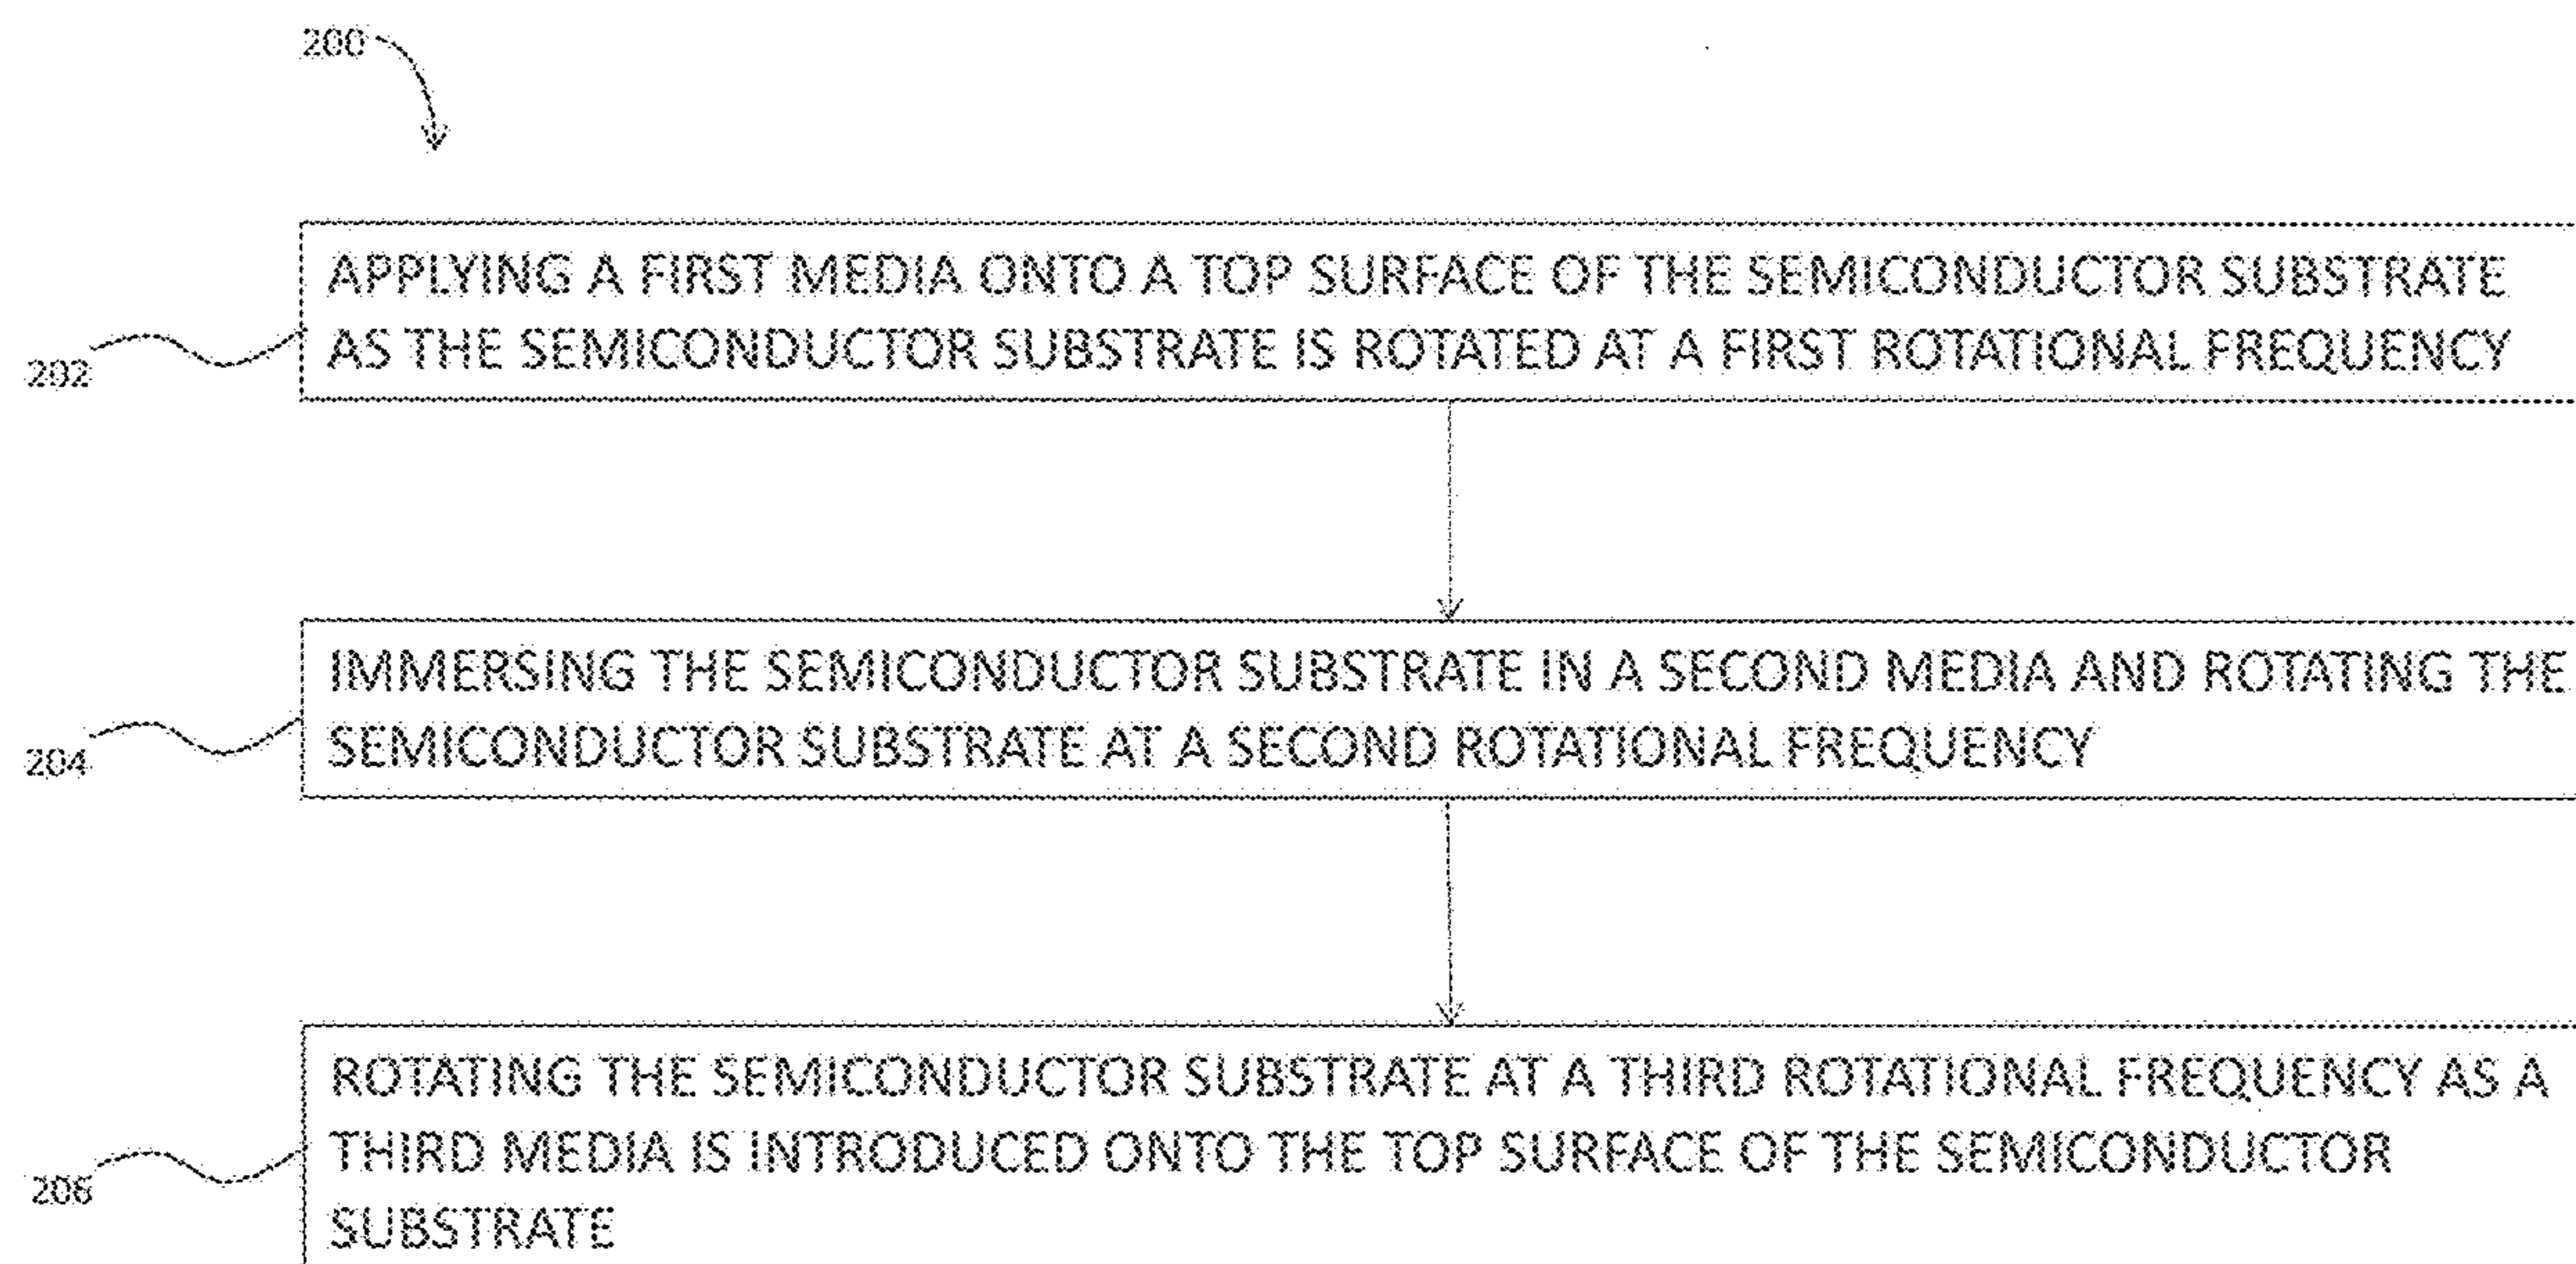 200
APPLYING A FIRST MEDIA ONTO A TOP SURFACE OF THE SEMICONDUCTOR SUBSTRATE
AS THE SEMICONDUCTOR SUBSTRATE IS ROTATED AT A FIRST ROTATIONAL FREQUENCY
202
IMMERSING THE SEMICONDUCTOR SUBSTRATE IN A SECOND MEDIA AND ROTATING THE
SEMICONDUCTOR SUBSTRATE AT A SECOND ROTATIONAL FREQUENCY
204
ROTATING THE SEMICONDUCTOR SUBSTRATE AT A THIRD ROTATIONAL FREQUENCY AS A
THIRD MEDIA IS INTRODUCED ONTO THE TOP SURFACE OF THE SEMICONDUCTOR
SUBSTRATE
206